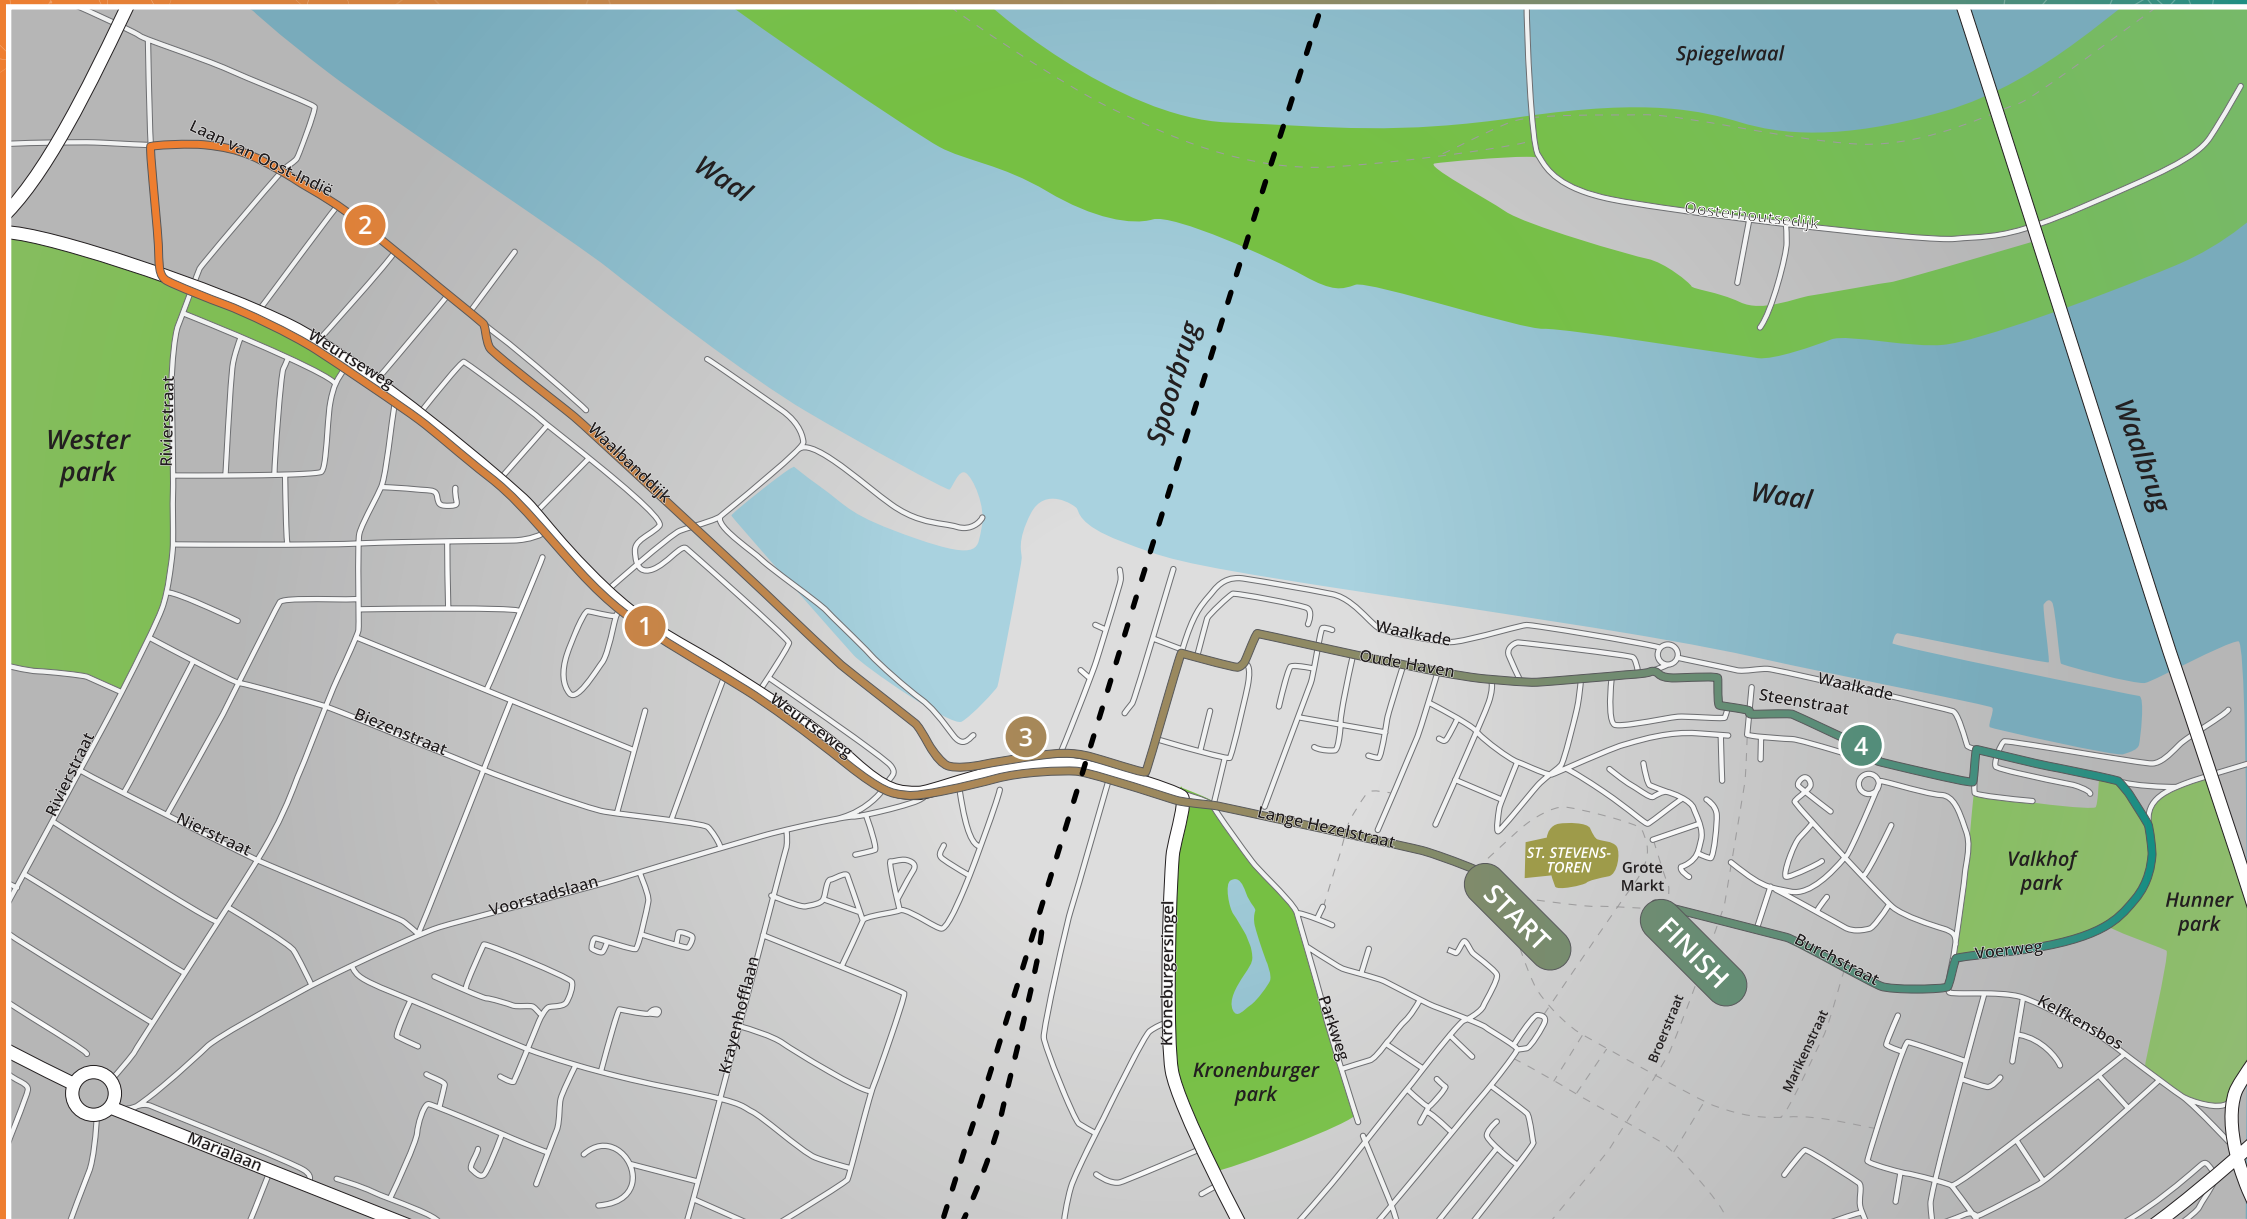 Spiegelwaal
Laan van Oost-Indië
Waal
Oosterhoutsedijk
2
Spoorbrug
Weurtseweg
Rivierstraat
Wester
park
Waalbanddijk
Waal
Waalbrug
1
Waalkade
Oude Haven
Waalkade
Steenstraat
Weurtseweg
3
4
Biezenstraat
Rivierstraat
Nierstraat
Lange Hezelstraat
ST. STEVENS-
TOREN
Grote
Markt
Valkhof
park
Hunner
park
START
FINISH
Voorstadslaan
Burchstraat
Voerweg
Krayenhofflaan
Kroneburgersingel
Parkweg
Broerstraat
Marikenstraat
Kelfkensbos
Kronenburger
park
Marialaan